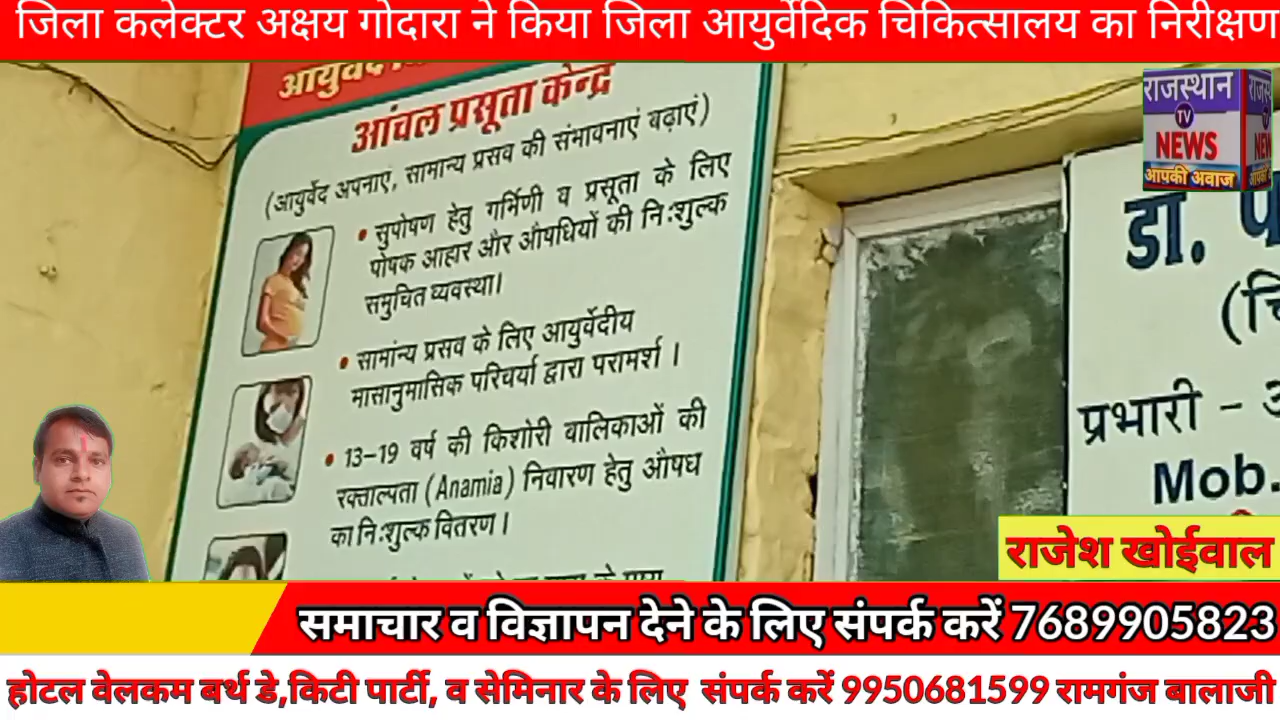 जिला कलेक्टर अक्षय गोदारा ने किया जिला आयुर्वेदिक चिकित्सालय का निरीक्षण
राजस्थान
TV
NEWS
आपकी अवाज
आंचल प्रसूता केन्द्र
(आयुर्वेद अपनाएं, सामान्य प्रसव की संभावनाएं बढ़ाएं)
• सुपोषण हेतु गर्भिणी व प्रसूता के लिए
पोषक आहार और औषधियों की नि:शुल्क
समुचित व्यवस्था।
• सामांन्य प्रसव के लिए आयुर्वेदीय
मासानुमासिक परिचर्या द्वारा परामर्श ।
• 13-19 वर्ष की किशोरी वालिकाओं की
रक्ताल्पता (Anamia) निवारण हेतु औषध
का नि:शुल्क वितरण ।
डॉ.
प्रभारी -
Mob.
राजेश खोईवाल
समाचार व विज्ञापन देने के लिए संपर्क करें 7689905823
होटल वेलकम बर्थ डे,किटी पार्टी, व सेमिनार के लिए संपर्क करें 9950681599 रामगंज बालाजी